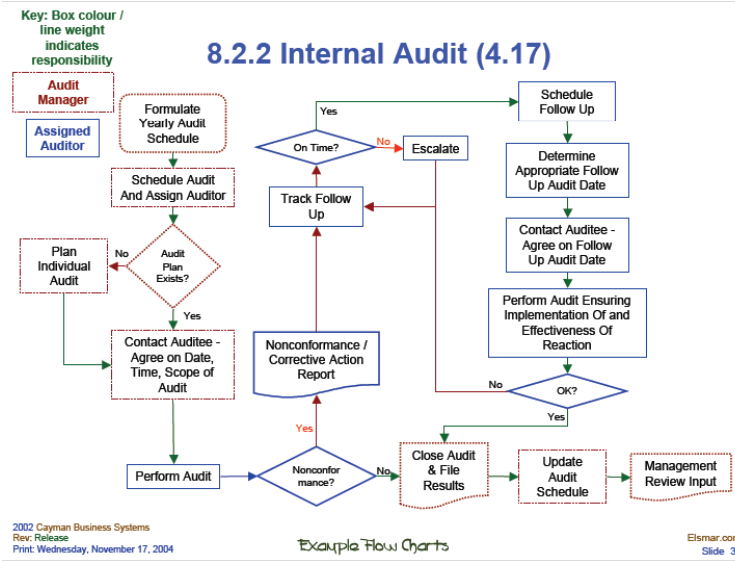 Key: Box colour /
line weight
indicates
responsibility
8.2.2 Internal Audit (4.17)
Audit
Manager
Assigned
Auditor
Formulate
Yearly Audit
Schedule
Schedule Audit
And Assign Auditor
Audit
Plan
Exists?
No
Yes
Plan
Individual
Audit
Contact Auditee -
Agree on Date,
Time, Scope of
Audit
Perform Audit
Nonconfor
mance?
Yes
No
Nonconformance /
Corrective Action
Report
Track Follow
Up
On Time?
Yes
No
Escalate
Schedule
Follow Up
Determine
Appropriate Follow
Up Audit Date
Contact Auditee -
Agree on Follow
Up Audit Date
Perform Audit Ensuring
Implementation Of and
Effectiveness Of
Reaction
OK?
No
Yes
Close Audit
& File
Results
Update
Audit
Schedule
Management
Review Input
2002 Cayman Business Systems
Rev: Release
Print: Wednesday, November 17, 2004
Example Flow Charts
Elsmar.com
Slide 3